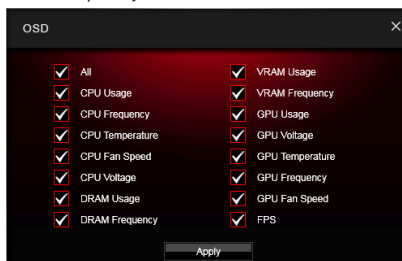 OSD
All
CPU Usage
CPU Frequency
CPU Temperature
CPU Fan Speed
CPU Voltage
DRAM Usage
DRAM Frequency
VRAM Usage
VRAM Frequency
GPU Usage
GPU Voltage
GPU Temperature
GPU Frequency
GPU Fan Speed
FPS
Apply